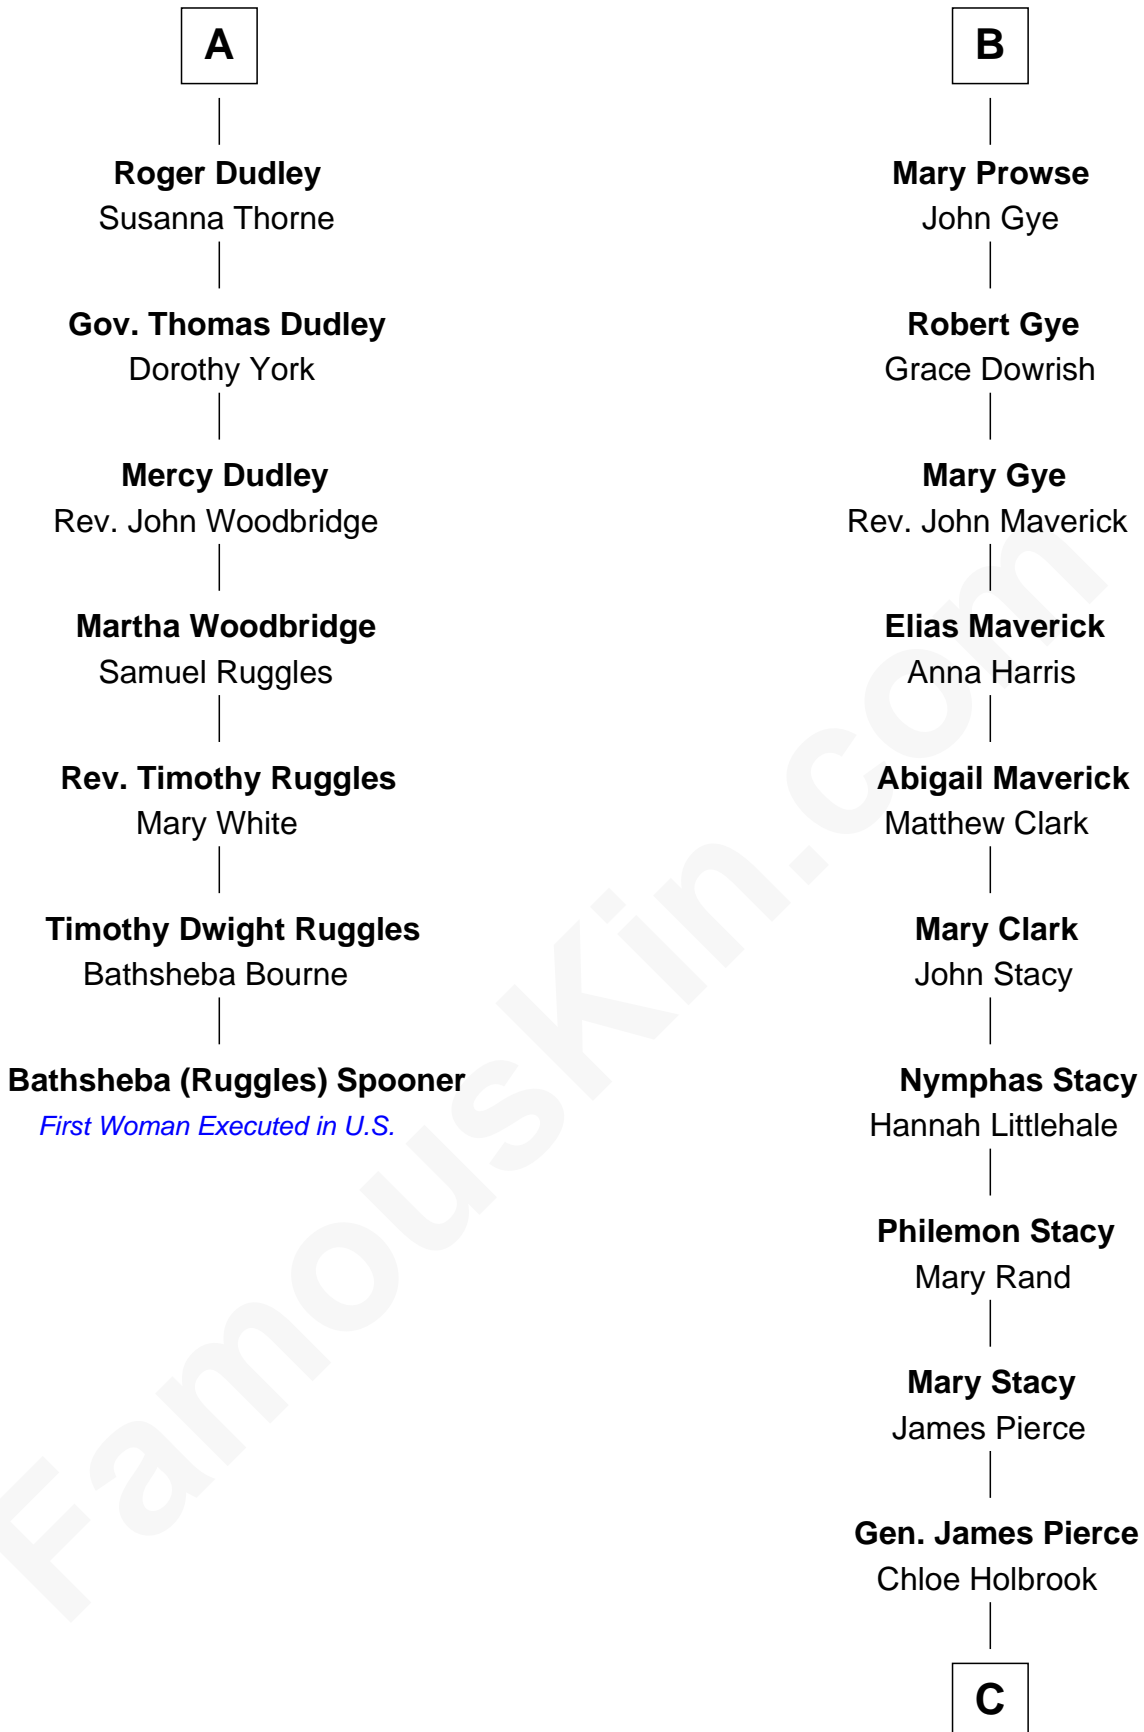 A
Roger Dudley
Susanna Thorne
Gov. Thomas Dudley
Dorothy York
Mercy Dudley
Rev. John Woodbridge
Martha Woodbridge
Samuel Ruggles
Rev. Timothy Ruggles
Mary White
Timothy Dwight Ruggles
Bathsheba Bourne
Bathsheba (Ruggles) Spooner
First Woman Executed in U.S.
B
Mary Prowse
John Gye
Robert Gye
Grace Dowrish
Mary Gye
Rev. John Maverick
Elias Maverick
Anna Harris
Abigail Maverick
Matthew Clark
Mary Clark
John Stacy
Nymphas Stacy
Hannah Littlehale
Philemon Stacy
Mary Rand
Mary Stacy
James Pierce
Gen. James Pierce
Chloe Holbrook
C
FamousKin.com